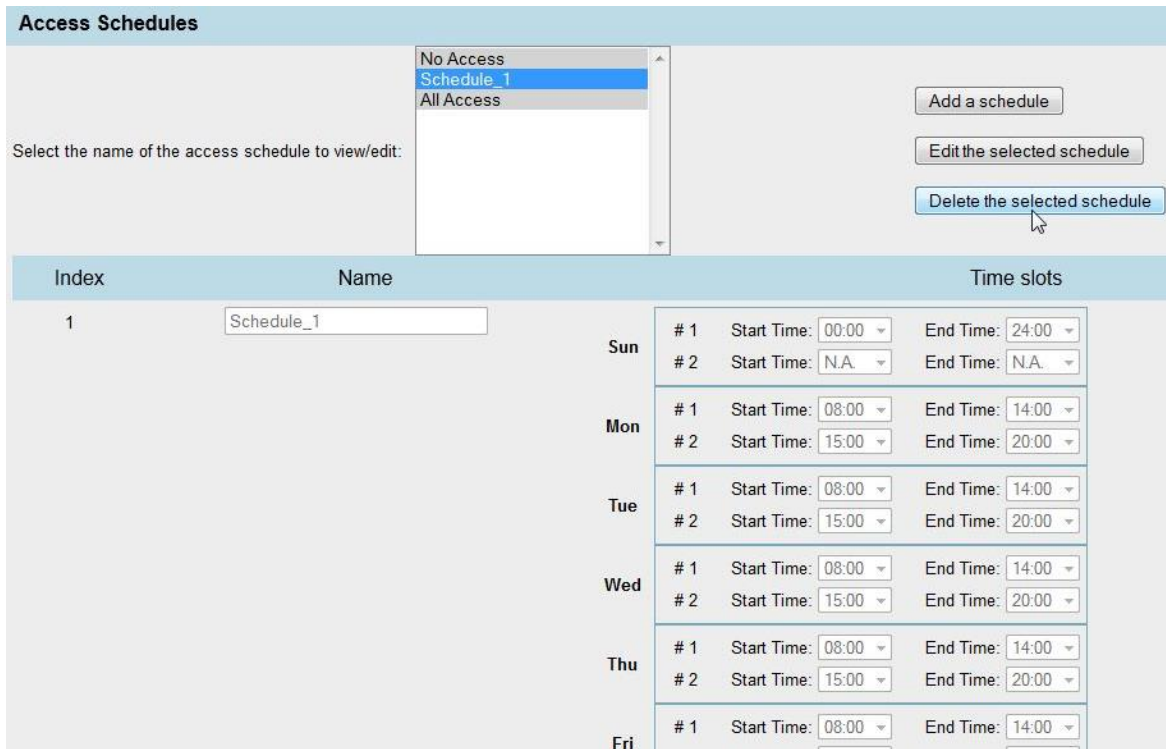 Access Schedules
No Access
Schedule_1
All Access
Select the name of the access schedule to view/edit:
Add a schedule
Edit the selected schedule
Delete the selected schedule
Index Name Time slots
1 Schedule_1
Sun
# 1 Start Time: 00:00 End Time: 24:00
# 2 Start Time: N.A. End Time: N.A.
Mon
# 1 Start Time: 08:00 End Time: 14:00
# 2 Start Time: 15:00 End Time: 20:00
Tue
# 1 Start Time: 08:00 End Time: 14:00
# 2 Start Time: 15:00 End Time: 20:00
Wed
# 1 Start Time: 08:00 End Time: 14:00
# 2 Start Time: 15:00 End Time: 20:00
Thu
# 1 Start Time: 08:00 End Time: 14:00
# 2 Start Time: 15:00 End Time: 20:00
Fri
# 1 Start Time: 08:00 End Time: 14:00